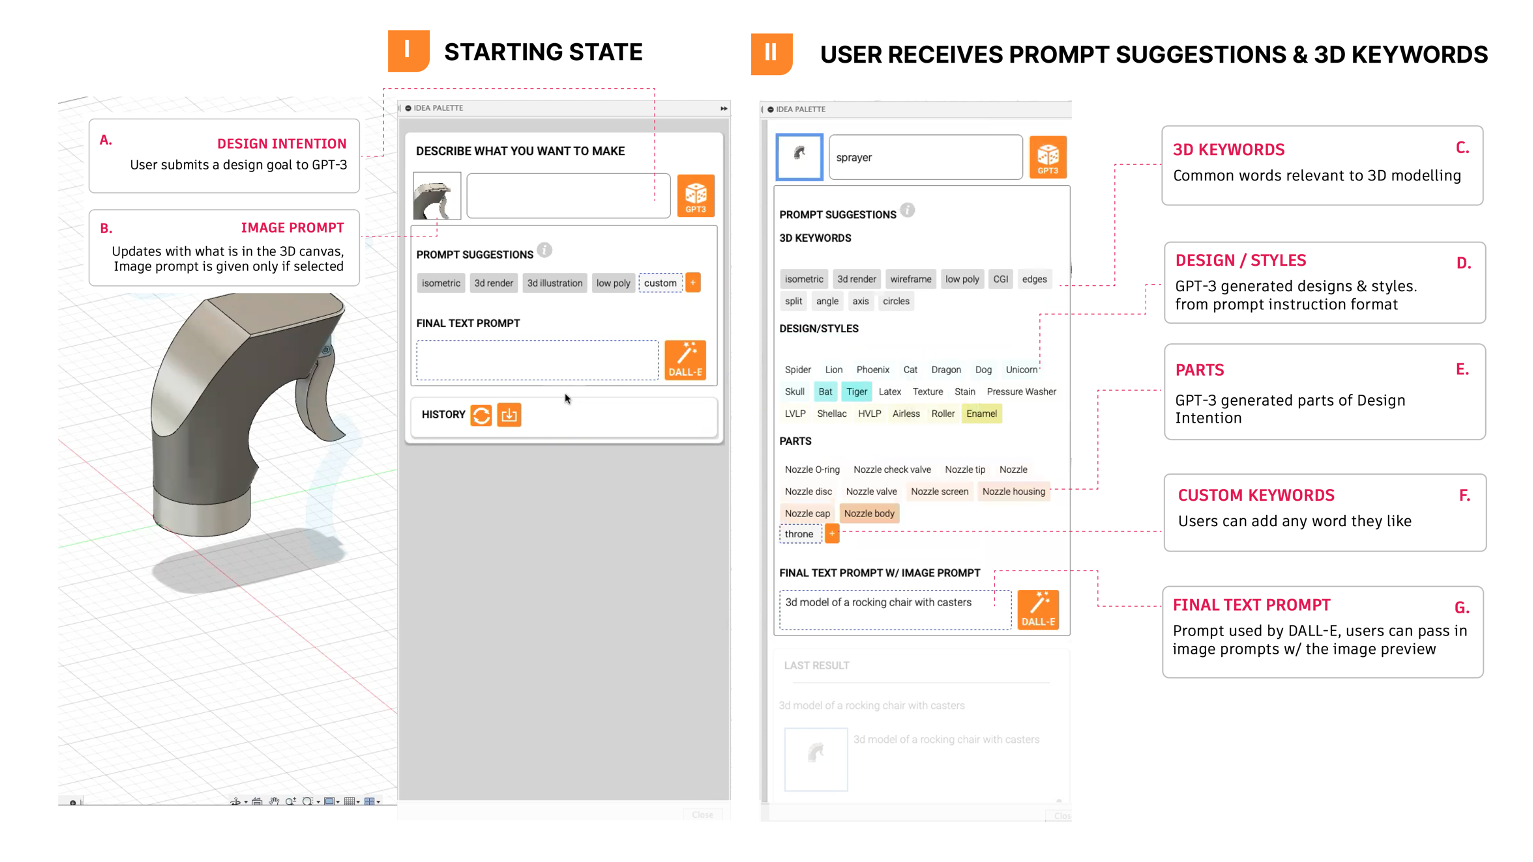 I
STARTING STATE
II
USER RECEIVES PROMPT SUGGESTIONS & 3D KEYWORDS
A.
DESIGN INTENTION
User submits a design goal to GPT-3
B.
IMAGE PROMPT
Updates with what is in the 3D canvas,
Image prompt is given only if selected
IDEA PALETTE
DESCRIBE WHAT YOU WANT TO MAKE
GPT3
PROMPT SUGGESTIONS i
isometric 3d render 3d illustration low poly custom +
FINAL TEXT PROMPT
DALL-E
HISTORY
Close
IDEA PALETTE
sprayer
GPT3
PROMPT SUGGESTIONS i
3D KEYWORDS
isometric 3d render wireframe low poly CGI edges
split angle axis circles
DESIGN/STYLES
Spider Lion Phoenix Cat Dragon Dog Unicorn
Skull Bat Tiger Latex Texture Stain Pressure Washer
LVLP Shellac HVLP Airless Roller Enamel
PARTS
Nozzle O-ring Nozzle check valve Nozzle tip Nozzle
Nozzle disc Nozzle valve Nozzle screen Nozzle housing
Nozzle cap Nozzle body
throne +
FINAL TEXT PROMPT W/ IMAGE PROMPT
3d model of a rocking chair with casters
DALL-E
LAST RESULT
3d model of a rocking chair with casters
3d model of a rocking chair with casters
Clos
3D KEYWORDS
C.
Common words relevant to 3D modelling
DESIGN / STYLES
D.
GPT-3 generated designs & styles.
from prompt instruction format
PARTS
E.
GPT-3 generated parts of Design
Intention
CUSTOM KEYWORDS
F.
Users can add any word they like
FINAL TEXT PROMPT
G.
Prompt used by DALL-E, users can pass in
image prompts w/ the image preview